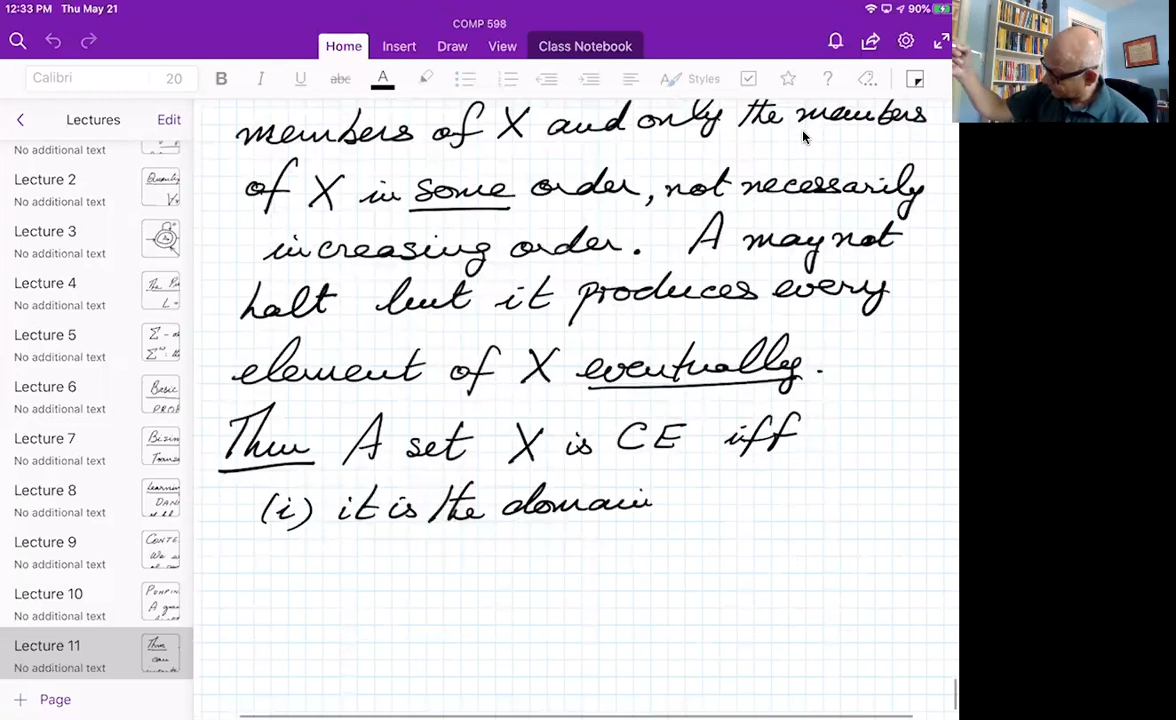 12:33 PM Thu May 21
COMP 598
90%
Home Insert Draw View Class Notebook
Calibri 20 B I U abc A Styles ?
Lectures Edit
No additional text
Lecture 2
No additional text
Lecture 3
No additional text
Lecture 4
No additional text
Lecture 5
No additional text
Lecture 6
No additional text
Lecture 7
No additional text
Lecture 8
No additional text
Lecture 9
No additional text
Lecture 10
No additional text
Lecture 11
No additional text
+ Page
members of X and only the members
of X in some order, not necessarily
increasing order. A may not
halt but it produces every
element of X eventually.
Thm A set X is CE iff
(i) it is the domain